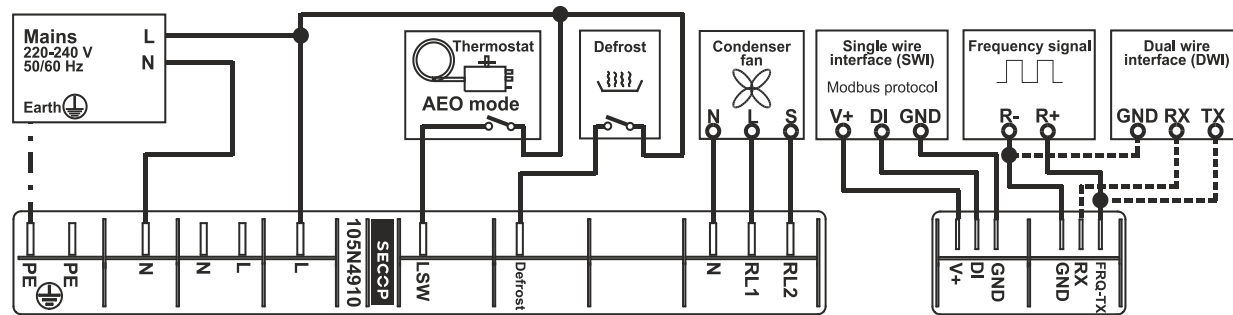 Mains
220-240 V
50/60 Hz
L
N
Earth
Thermostat
AEO mode
Defrost
Condenser
fan
N L S
Single wire
interface (SWI)
Modbus protocol
V+ DI GND
Frequency signal
R- R+
Dual wire
interface (DWI)
GND RX TX
PE
PE
N
N
L
L
105N4910
SECOP
LSW
Defrost
N
RL1
RL2
V+
DI
GND
GND
RX
FRQ-TX